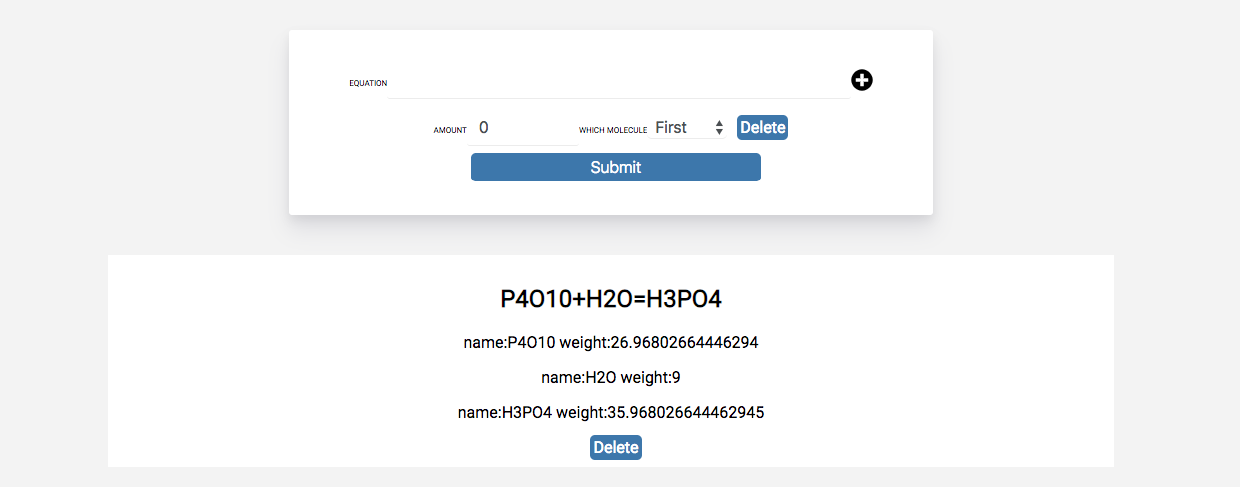 EQUATION
AMOUNT 0 WHICH MOLECULE First Delete
Submit
P4O10+H2O=H3PO4
name:P4O10 weight:26.96802664446294
name:H2O weight:9
name:H3PO4 weight:35.968026644462945
Delete